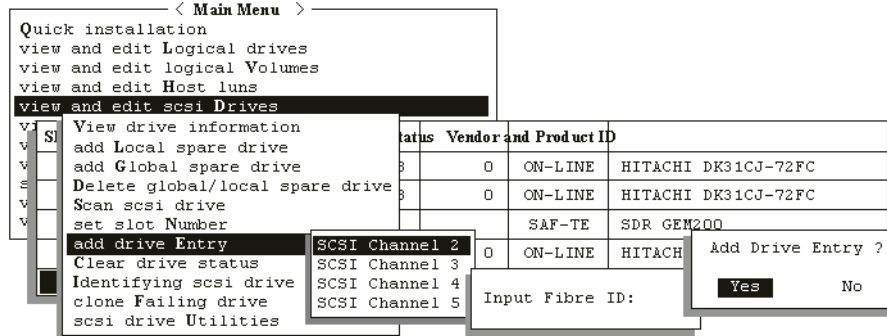 < Main Menu >
Quick installation
view and edit Logical drives
view and edit logical Volumes
view and edit Host luns
view and edit scsi Drives
v
v
v
s
v
v
Sl
tatus Vendor and Product ID
View drive information
add Local spare drive
add Global spare drive
Delete global/local spare drive
Scan scsi drive
set slot Number
add drive Entry
Clear drive status
Identifying scsi drive
clone Failing drive
scsi drive Utilities
0 ON-LINE HITACHI DK31CJ-72FC
0 ON-LINE HITACHI DK31CJ-72FC
SAF-TE SDR GEM200
0 ON-LINE HITACH
SCSI Channel 2
SCSI Channel 3
SCSI Channel 4
SCSI Channel 5
Input Fibre ID:
Add Drive Entry ?
Yes No